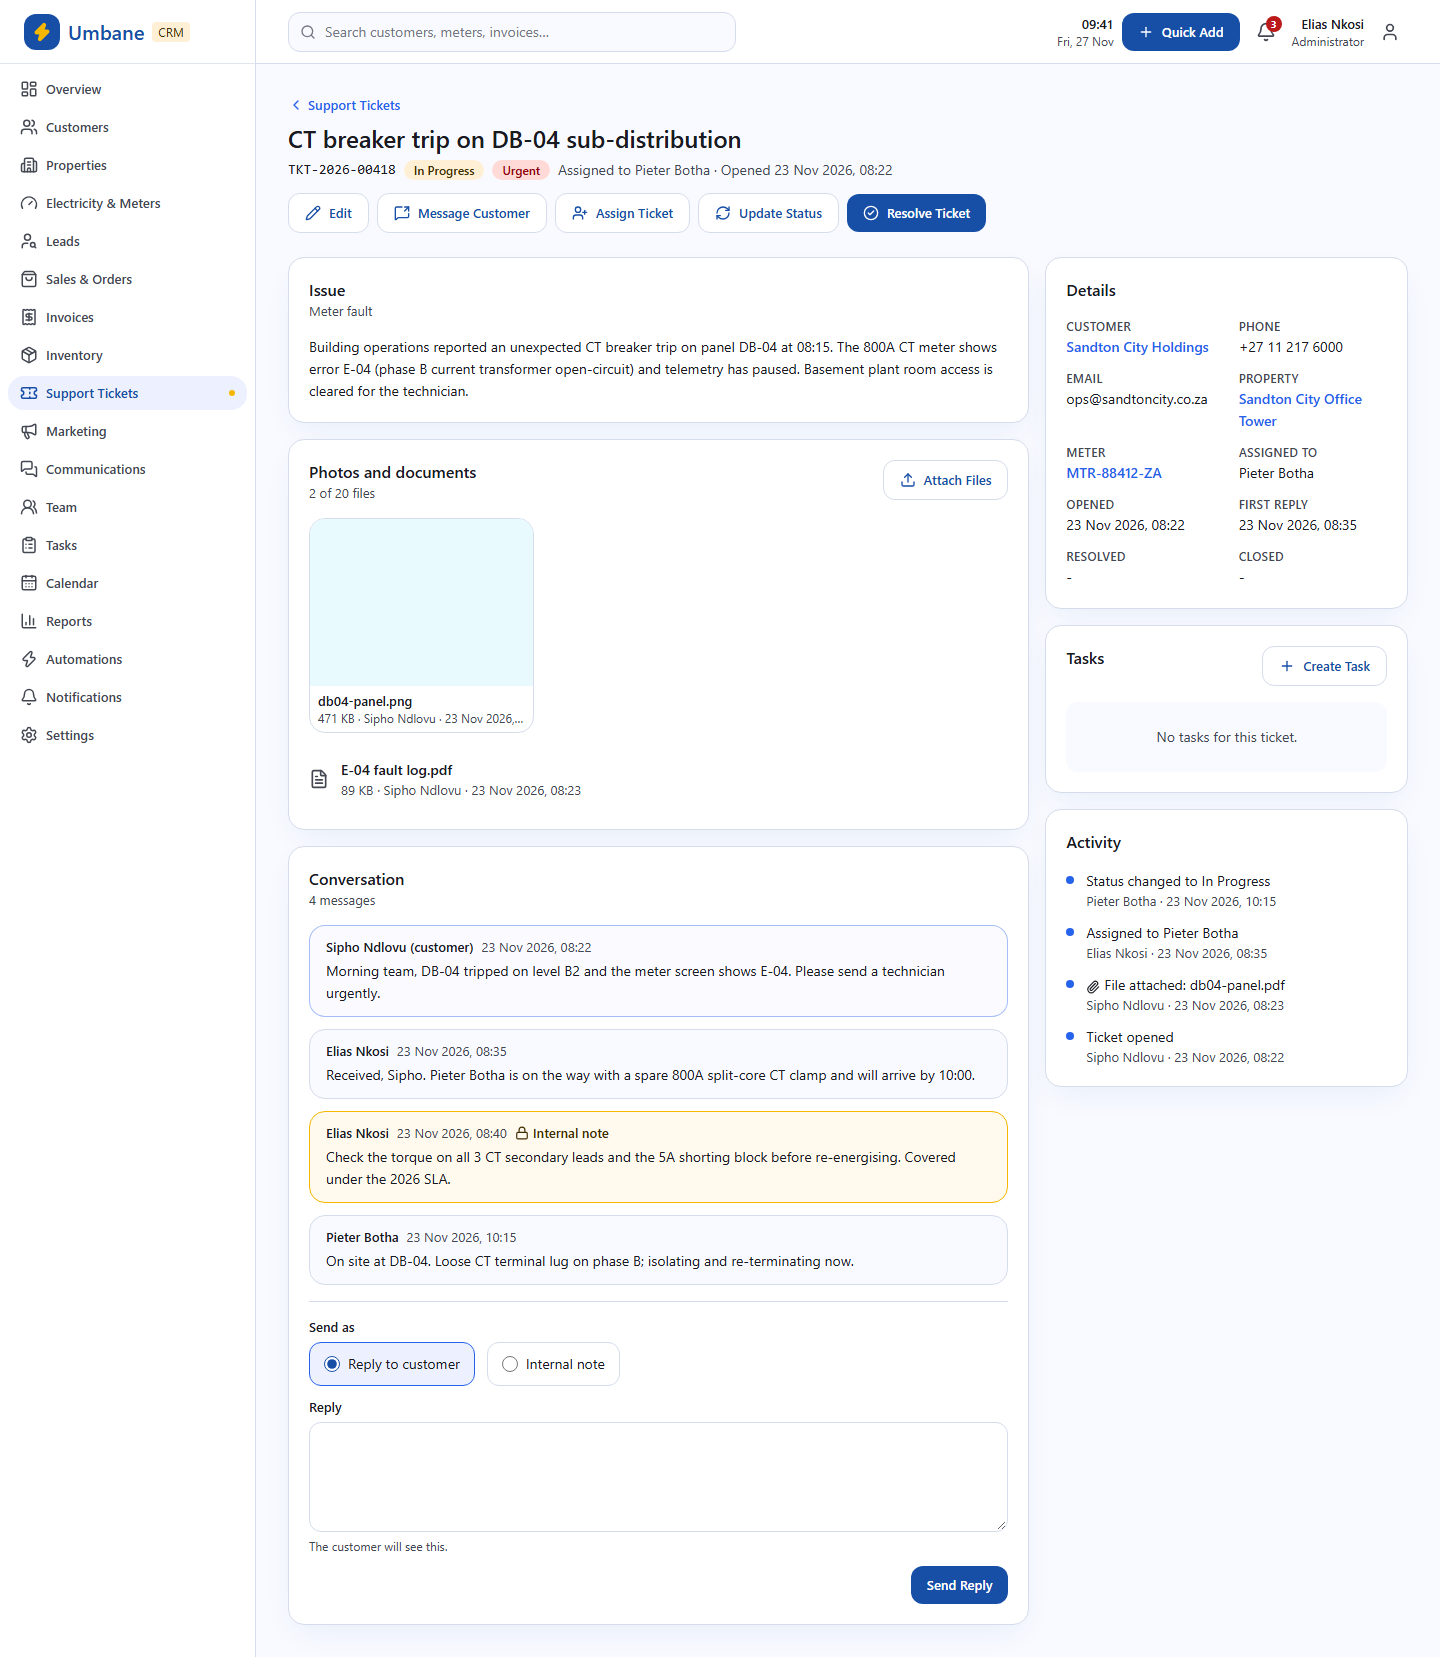 Umbane CRM
Search customers, meters, invoices...
09:41
Fri, 27 Nov
Quick Add
3
Elias Nkosi
Administrator
Overview
Customers
Properties
Electricity & Meters
Leads
Sales & Orders
Invoices
Inventory
Support Tickets
Marketing
Communications
Team
Tasks
Calendar
Reports
Automations
Notifications
Settings
Support Tickets
CT breaker trip on DB-04 sub-distribution
TKT-2026-00418 In Progress Urgent Assigned to Pieter Botha · Opened 23 Nov 2026, 08:22
Edit Message Customer Assign Ticket Update Status Resolve Ticket
Issue
Meter fault
Building operations reported an unexpected CT breaker trip on panel DB-04 at 08:15. The 800A CT meter shows
error E-04 (phase B current transformer open-circuit) and telemetry has paused. Basement plant room access is
cleared for the technician.
Photos and documents
2 of 20 files
Attach Files
db04-panel.png
471 KB · Sipho Ndlovu · 23 Nov 2026,...
E-04 fault log.pdf
89 KB · Sipho Ndlovu · 23 Nov 2026, 08:23
Conversation
4 messages
Sipho Ndlovu (customer) 23 Nov 2026, 08:22
Morning team, DB-04 tripped on level B2 and the meter screen shows E-04. Please send a technician
urgently.
Elias Nkosi 23 Nov 2026, 08:35
Received, Sipho. Pieter Botha is on the way with a spare 800A split-core CT clamp and will arrive by 10:00.
Elias Nkosi 23 Nov 2026, 08:40 Internal note
Check the torque on all 3 CT secondary leads and the 5A shorting block before re-energising. Covered
under the 2026 SLA.
Pieter Botha 23 Nov 2026, 10:15
On site at DB-04. Loose CT terminal lug on phase B; isolating and re-terminating now.
Send as
Reply to customer Internal note
Reply
The customer will see this.
Send Reply
Details
CUSTOMER PHONE
Sandton City Holdings +27 11 217 6000
EMAIL PROPERTY
ops@sandtoncity.co.za Sandton City Office
Tower
METER ASSIGNED TO
MTR-88412-ZA Pieter Botha
OPENED FIRST REPLY
23 Nov 2026, 08:22 23 Nov 2026, 08:35
RESOLVED CLOSED
- -
Tasks
Create Task
No tasks for this ticket.
Activity
Status changed to In Progress
Pieter Botha · 23 Nov 2026, 10:15
Assigned to Pieter Botha
Elias Nkosi · 23 Nov 2026, 08:35
File attached: db04-panel.pdf
Sipho Ndlovu · 23 Nov 2026, 08:23
Ticket opened
Sipho Ndlovu · 23 Nov 2026, 08:22